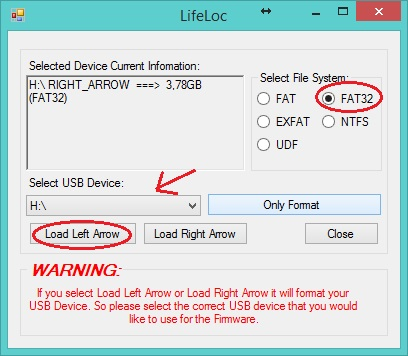 LifeLoc
Selected Device Current Infomation:
H:\ RIGHT_ARROW ===> 3,78GB
(FAT32)
Select File System:
FAT
FAT32
EXFAT
NTFS
UDF
Select USB Device:
H:\
Only Format
Load Left Arrow
Load Right Arrow
Close
WARNING:
If you select Load Left Arrow or Load Right Arrow it will format your
USB Device. So please select the correct USB device that you would
like to use for the Firmware.